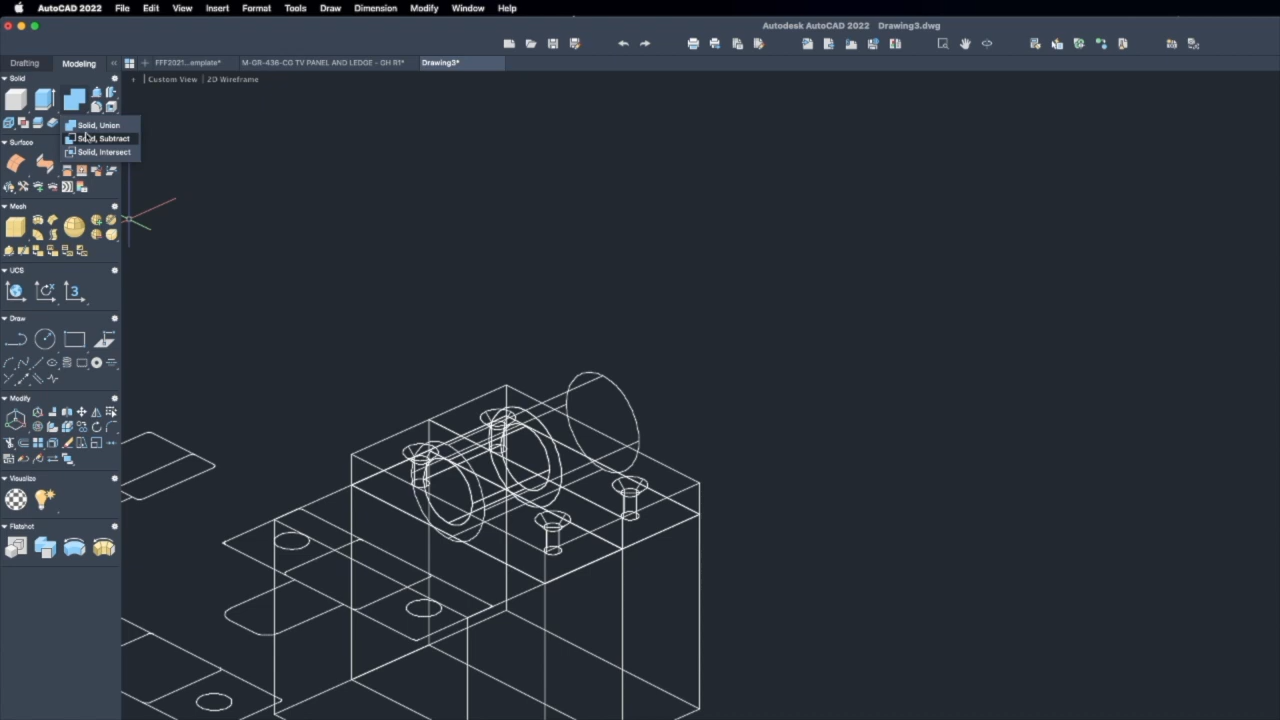 AutoCAD 2022 File Edit View Insert Format Tools Draw Dimension Modify Window Help
Autodesk AutoCAD 2022 Drawing3.dwg
Drafting Modeling FFF2021...emplate* M-GR-436-CG TV PANEL AND LEDGE - GH R1* Drawing3*
Solid
Custom View 2D Wireframe
Solid, Union
Solid, Subtract
Surface
Solid, Intersect
Mesh
UCS
3
Draw
Modify
Visualize
Flatshot